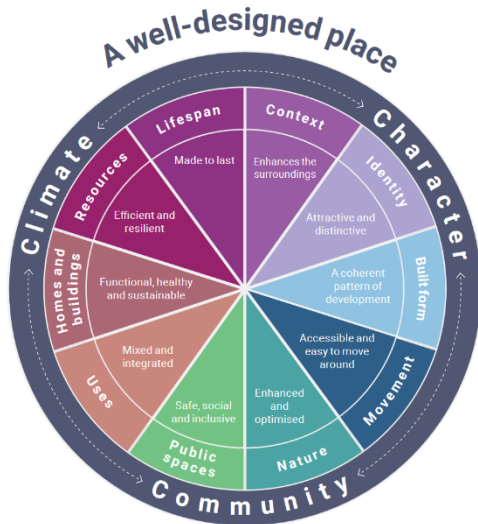 A well-designed place
Climate
Character
Community
Context
Enhances the
surroundings
Identity
Attractive and
distinctive
Built form
A coherent
pattern of
development
Movement
Accessible and
easy to move
around
Nature
Enhanced
and
optimised
Public
spaces
Safe, social
and inclusive
Uses
Mixed and
integrated
Homes and
buildings
Functional, healthy
and sustainable
Resources
Efficient and
resilient
Lifespan
Made to last